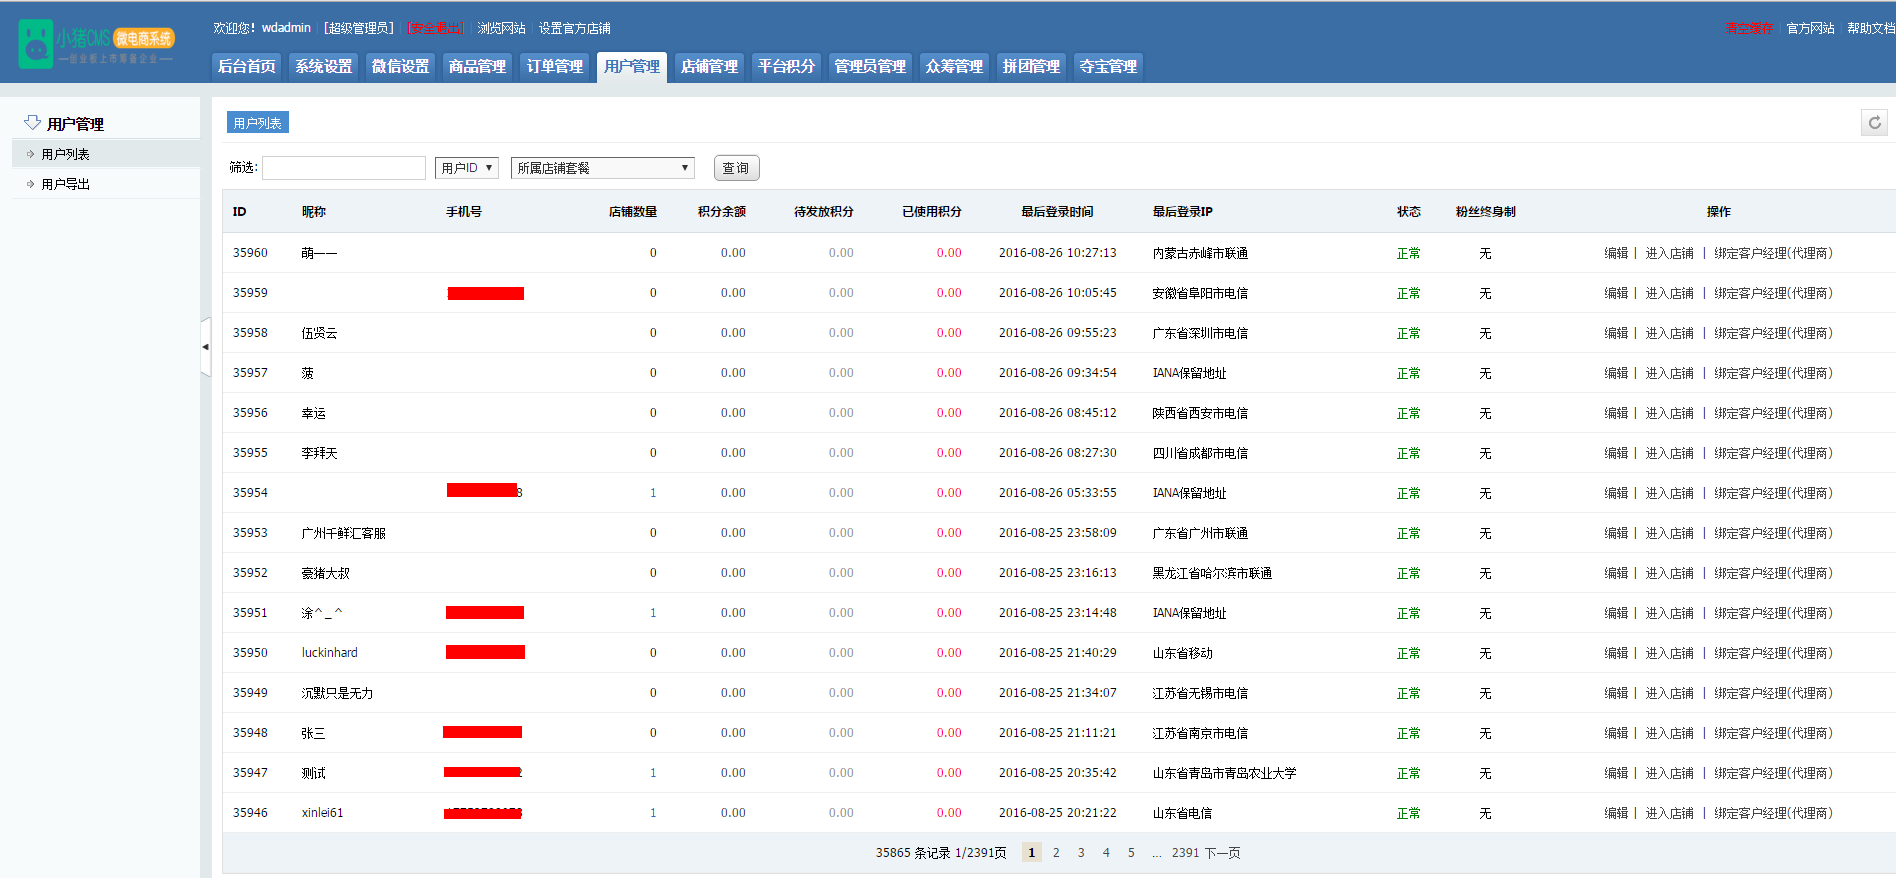 欢迎您！wdadmin [超级管理员] [安全退出] 浏览网站 设置官方店铺
清空缓存 官方网站 帮助文档
小猪CMS 微电商系统
—创业板上市筹备企业—
后台首页 系统设置 微信设置 商品管理 订单管理 用户管理 店铺管理 平台积分 管理员管理 众筹管理 拼团管理 夺宝管理
用户管理
用户列表
用户导出
用户列表
筛选: 用户ID 所属店铺套餐 查询
ID 昵称 手机号 店铺数量 积分余额 待发放积分 已使用积分 最后登录时间 最后登录IP 状态 粉丝终身制 操作
35960 萌一一 0 0.00 0.00 0.00 2016-08-26 10:27:13 内蒙古赤峰市联通 正常 无 编辑 | 进入店铺 | 绑定客户经理(代理商)
35959 0 0.00 0.00 0.00 2016-08-26 10:05:45 安徽省阜阳市电信 正常 无 编辑 | 进入店铺 | 绑定客户经理(代理商)
35958 伍贤云 0 0.00 0.00 0.00 2016-08-26 09:55:23 广东省深圳市电信 正常 无 编辑 | 进入店铺 | 绑定客户经理(代理商)
35957 菠 0 0.00 0.00 0.00 2016-08-26 09:34:54 IANA保留地址 正常 无 编辑 | 进入店铺 | 绑定客户经理(代理商)
35956 幸运 0 0.00 0.00 0.00 2016-08-26 08:45:12 陕西省西安市电信 正常 无 编辑 | 进入店铺 | 绑定客户经理(代理商)
35955 李拜天 0 0.00 0.00 0.00 2016-08-26 08:27:30 四川省成都市电信 正常 无 编辑 | 进入店铺 | 绑定客户经理(代理商)
35954 8 1 0.00 0.00 0.00 2016-08-26 05:33:55 IANA保留地址 正常 无 编辑 | 进入店铺 | 绑定客户经理(代理商)
35953 广州千鲜汇客服 0 0.00 0.00 0.00 2016-08-25 23:58:09 广东省广州市联通 正常 无 编辑 | 进入店铺 | 绑定客户经理(代理商)
35952 豪猪大叔 0 0.00 0.00 0.00 2016-08-25 23:16:13 黑龙江省哈尔滨市联通 正常 无 编辑 | 进入店铺 | 绑定客户经理(代理商)
35951 涂^_^ 1 0.00 0.00 0.00 2016-08-25 23:14:48 IANA保留地址 正常 无 编辑 | 进入店铺 | 绑定客户经理(代理商)
35950 luckinhard 0 0.00 0.00 0.00 2016-08-25 21:40:29 山东省移动 正常 无 编辑 | 进入店铺 | 绑定客户经理(代理商)
35949 沉默只是无力 0 0.00 0.00 0.00 2016-08-25 21:34:07 江苏省无锡市电信 正常 无 编辑 | 进入店铺 | 绑定客户经理(代理商)
35948 张三 0 0.00 0.00 0.00 2016-08-25 21:11:21 江苏省南京市电信 正常 无 编辑 | 进入店铺 | 绑定客户经理(代理商)
35947 测试 2 1 0.00 0.00 0.00 2016-08-25 20:35:42 山东省青岛市青岛农业大学 正常 无 编辑 | 进入店铺 | 绑定客户经理(代理商)
35946 xinlei61 1 0.00 0.00 0.00 2016-08-25 20:21:22 山东省电信 正常 无 编辑 | 进入店铺 | 绑定客户经理(代理商)
35865 条记录 1/2391页 1 2 3 4 5 ... 2391 下一页